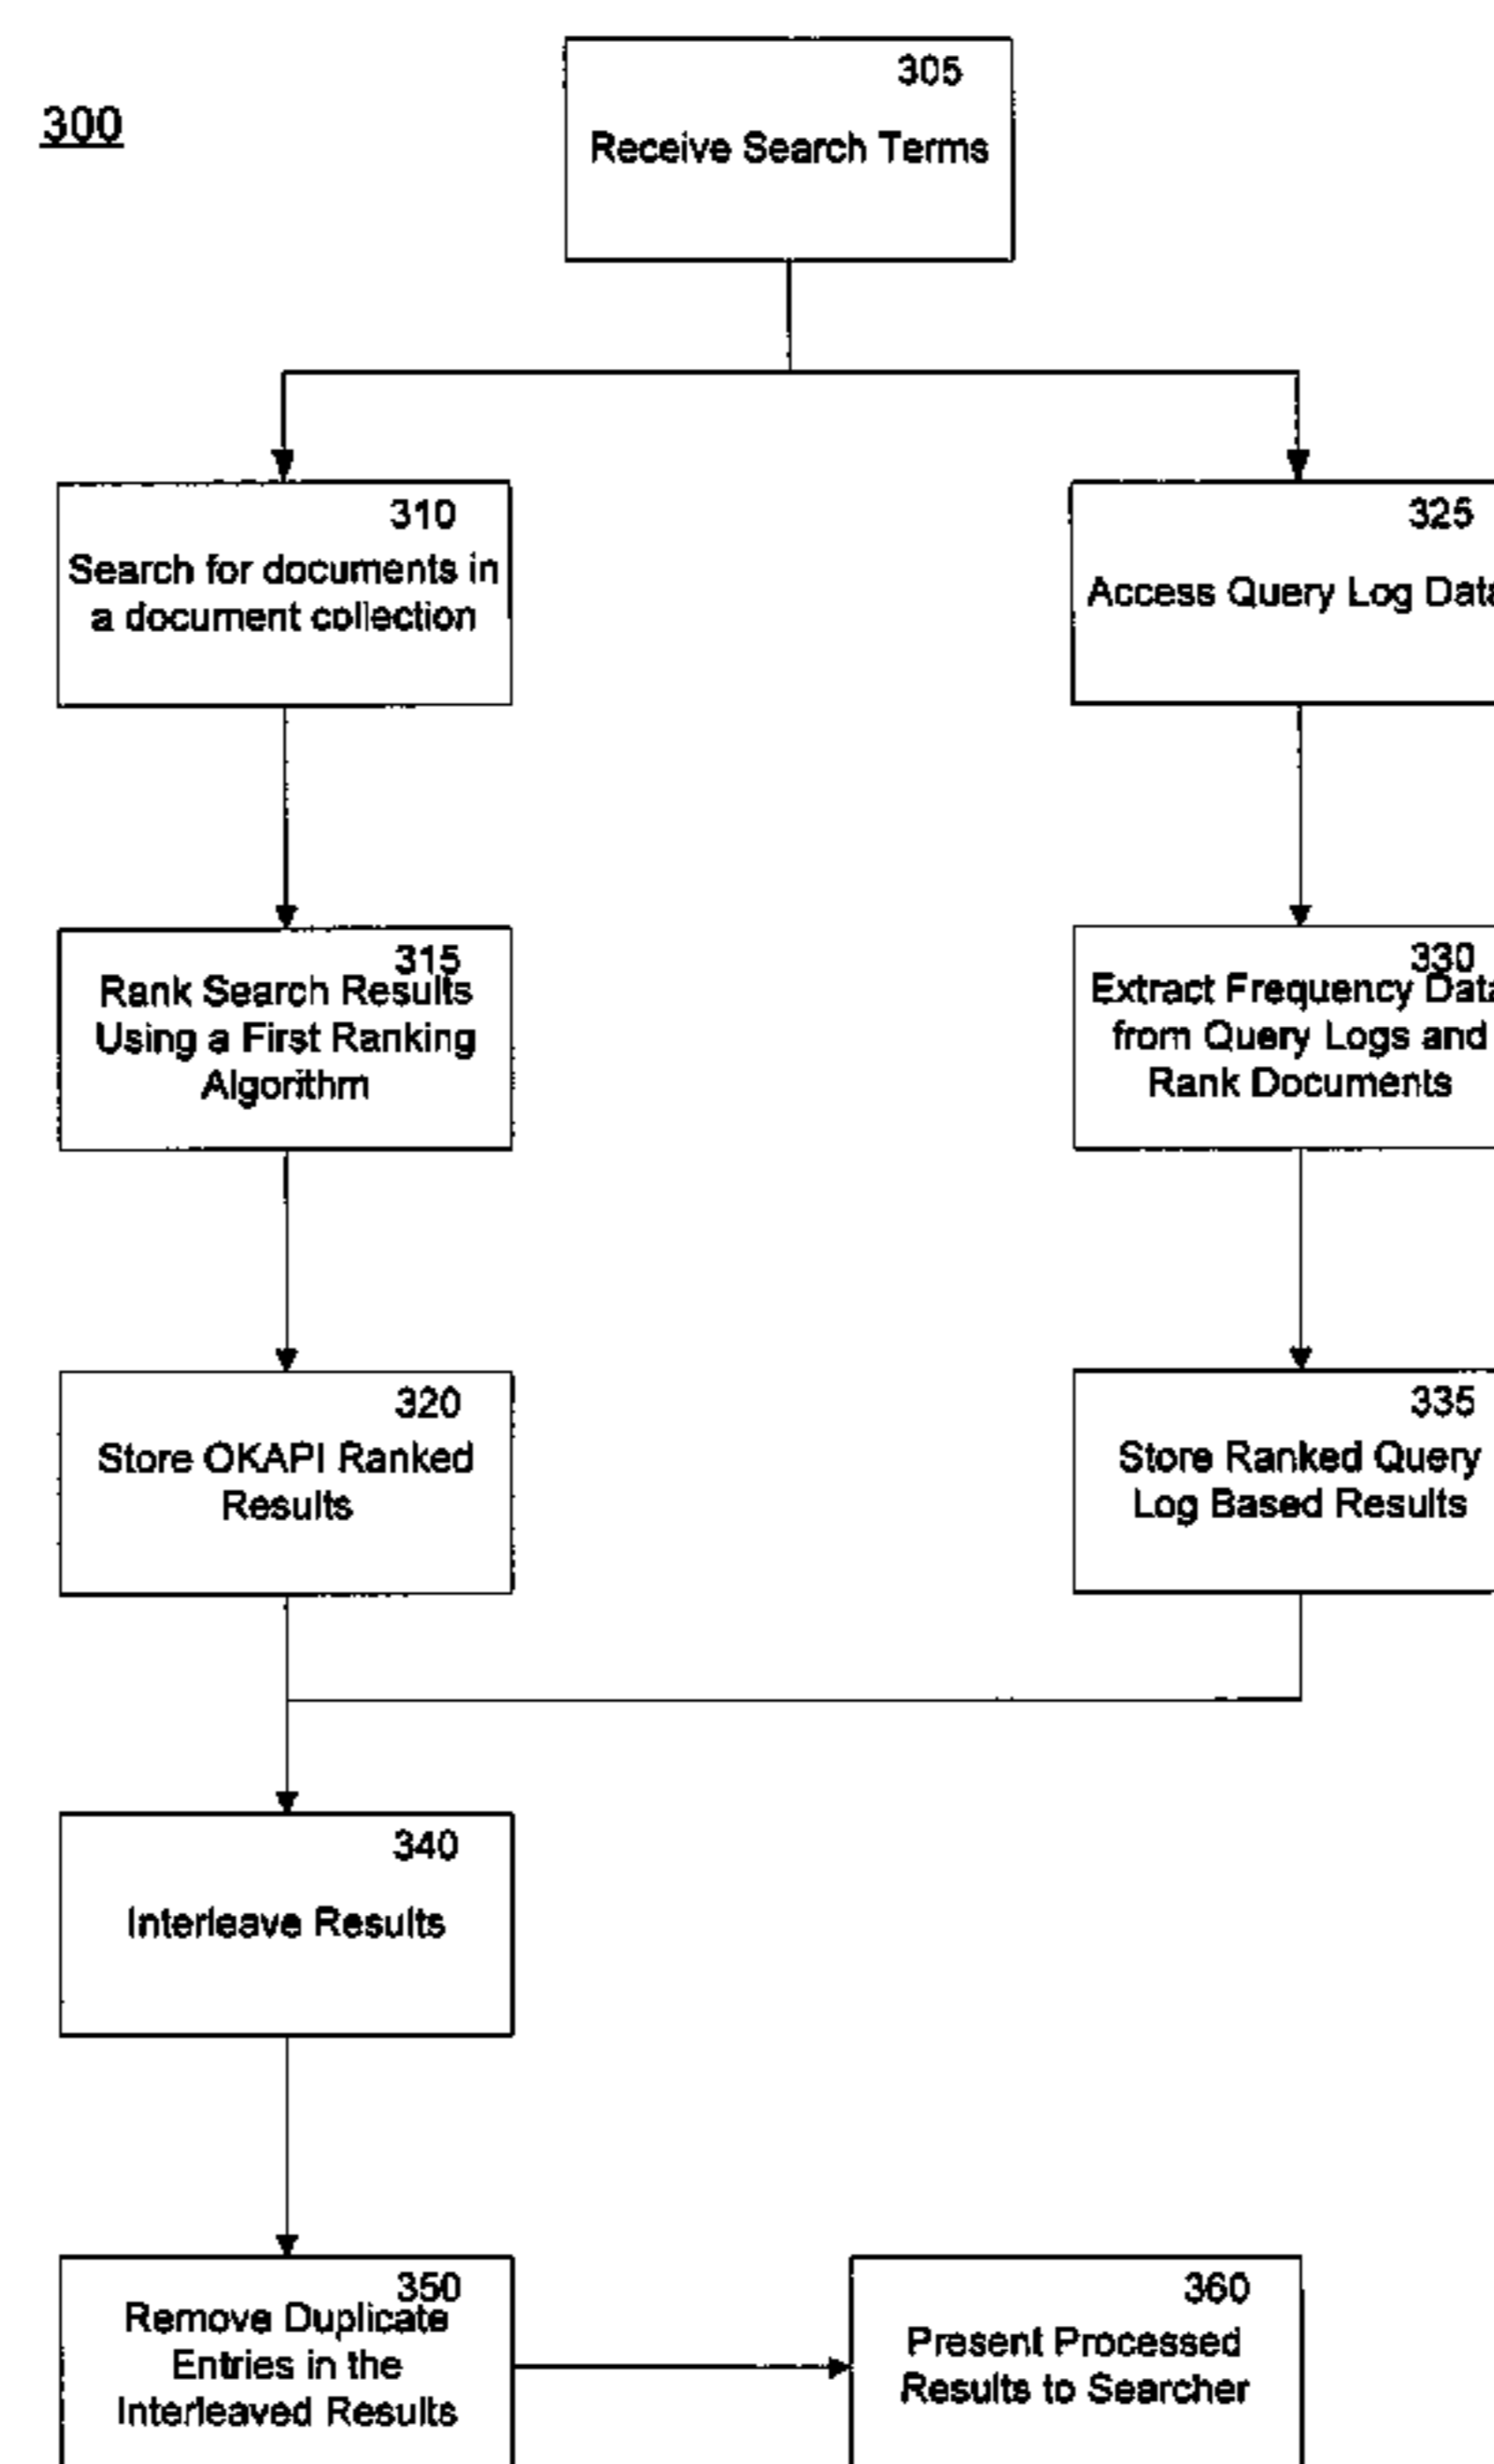 300
305
Receive Search Terms
310
Search for documents in
a document collection
325
Access Query Log Data
315
Rank Search Results
Using a First Ranking
Algorithm
330
Extract Frequency Data
from Query Logs and
Rank Documents
320
Store OKAPI Ranked
Results
335
Store Ranked Query
Log Based Results
340
Interleave Results
350
Remove Duplicate
Entries in the
Interleaved Results
360
Present Processed
Results to Searcher